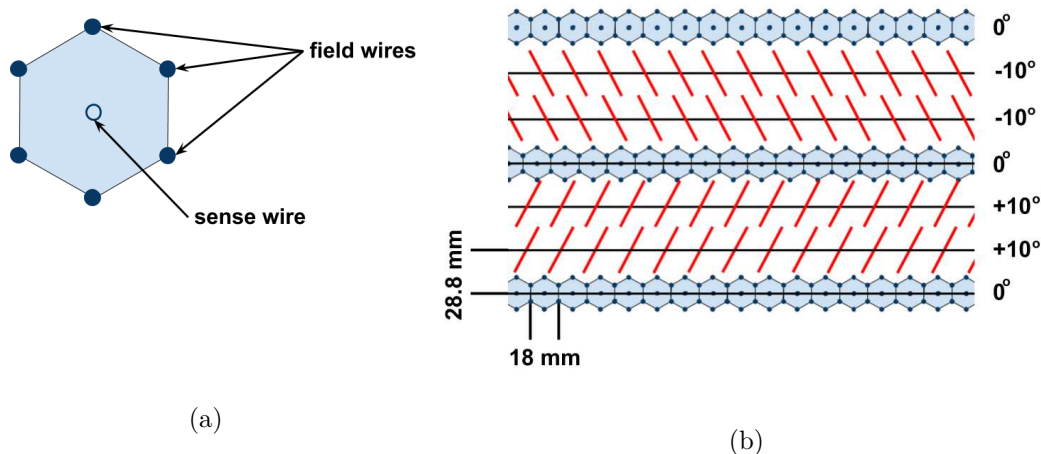 field wires
sense wire
(a)
0°
-10°
-10°
0°
+10°
+10°
0°
28.8 mm
18 mm
(b)